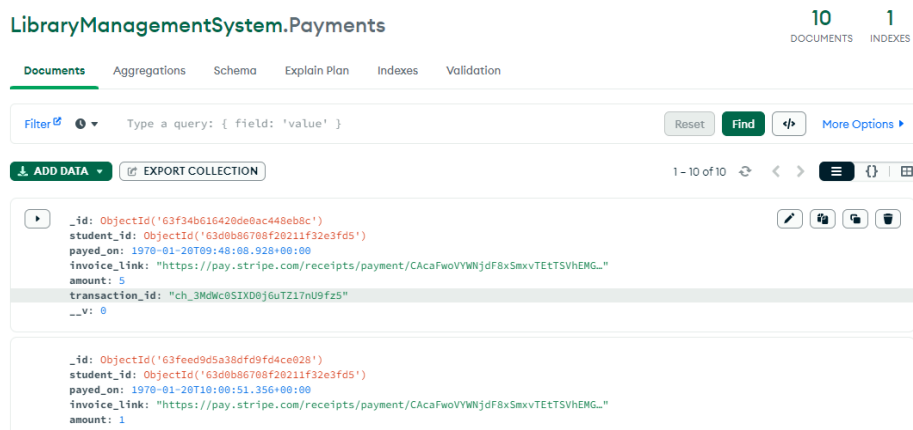 LibraryManagementSystem.Payments
10 1
DOCUMENTS INDEXES
Documents Aggregations Schema Explain Plan Indexes Validation
Filter Type a query: { field: 'value' } Reset Find </> More Options
ADD DATA EXPORT COLLECTION 1 – 10 of 10 {}
_id: ObjectId('63f34b616420de0ac448eb8c')
student_id: ObjectId('63d0b86708f20211f32e3fd5')
payed_on: 1970-01-20T09:48:08.928+00:00
invoice_link: "https://pay.stripe.com/receipts/payment/CAcaFwoVYWNjdF8xSmxvTEtTSVhEMG…"
amount: 5
transaction_id: "ch_3MdWc0SIXD0j6uTZ17nU9fz5"
__v: 0
_id: ObjectId('63feed9d5a38dfd9fd4ce028')
student_id: ObjectId('63d0b86708f20211f32e3fd5')
payed_on: 1970-01-20T10:00:51.356+00:00
invoice_link: "https://pay.stripe.com/receipts/payment/CAcaFwoVYWNjdF8xSmxvTEtTSVhEMG…"
amount: 1